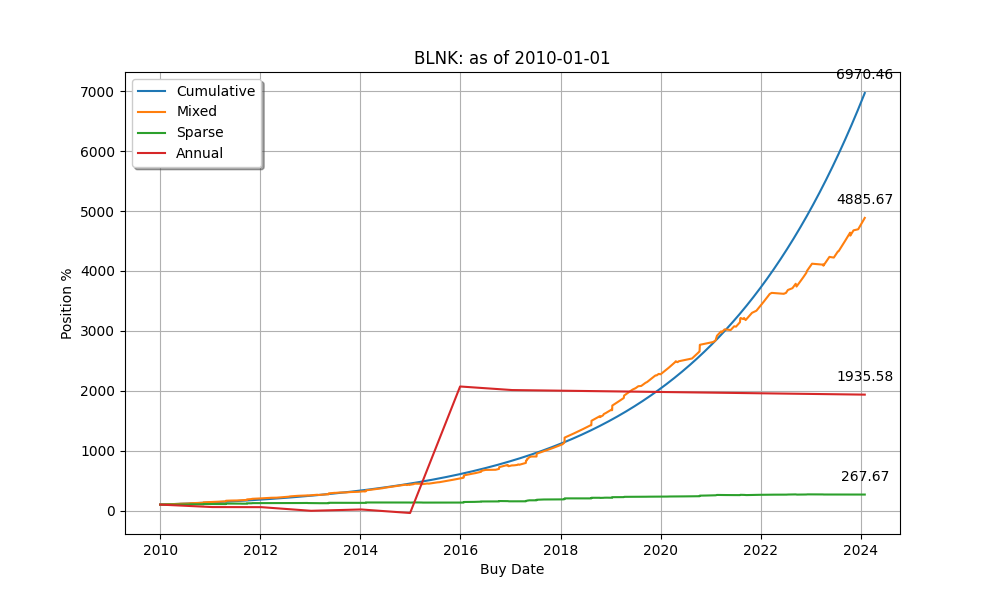 BLNK: as of 2010-01-01
Cumulative
Mixed
Sparse
Annual
6970.46
4885.67
1935.58
267.67
7000
6000
5000
4000
3000
2000
1000
0
Position %
2010 2012 2014 2016 2018 2020 2022 2024
Buy Date